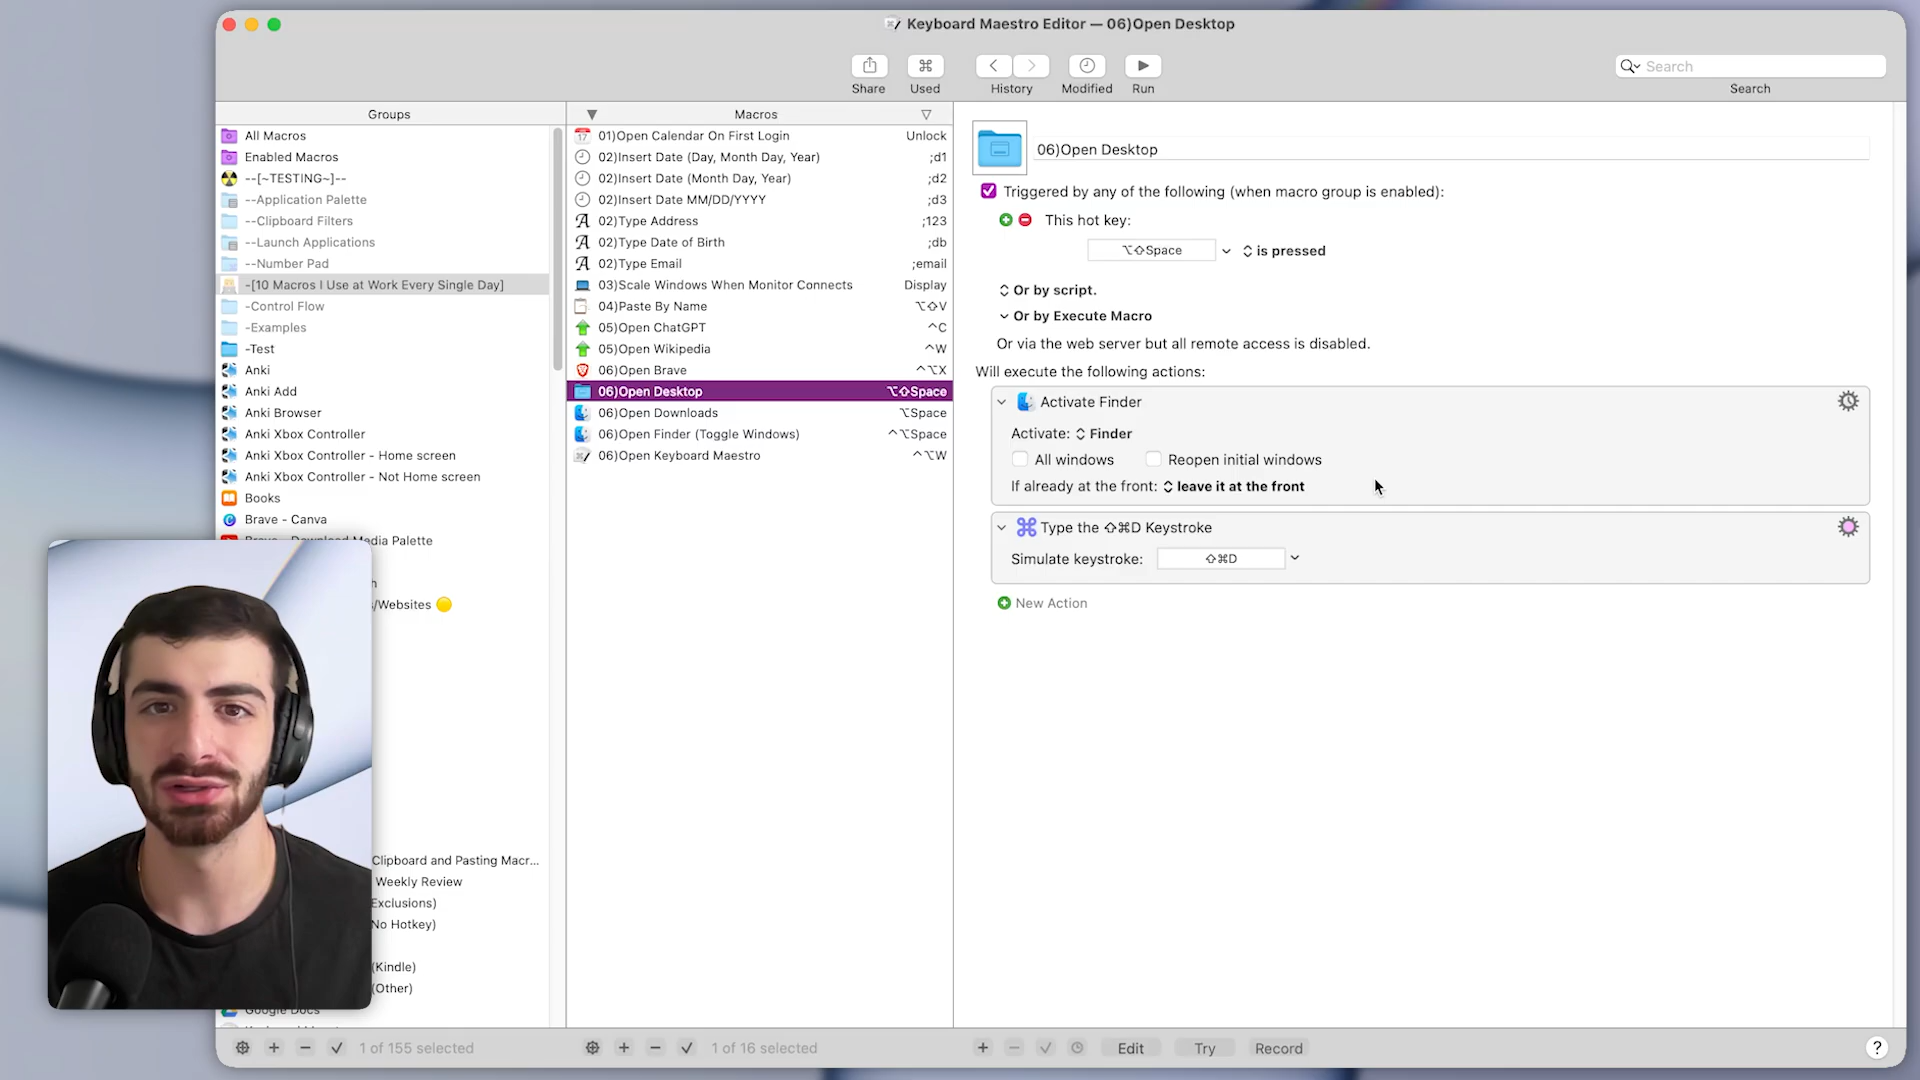 Keyboard Maestro Editor — 06)Open Desktop
Share
Used
History
Modified
Run
Search
Search
Groups
All Macros
Enabled Macros
--[~TESTING~]--
--Application Palette
--Clipboard Filters
--Launch Applications
--Number Pad
-[10 Macros I Use at Work Every Single Day]
-Control Flow
-Examples
-Test
Anki
Anki Add
Anki Browser
Anki Xbox Controller
Anki Xbox Controller - Home screen
Anki Xbox Controller - Not Home screen
Books
Brave - Canva
Brave - Download Media Palette
/Websites
Clipboard and Pasting Macr...
Weekly Review
Exclusions)
No Hotkey)
(Kindle)
(Other)
Google Docs
1 of 155 selected
Macros
01)Open Calendar On First Login Unlock
02)Insert Date (Day, Month Day, Year) ;d1
02)Insert Date (Month Day, Year) ;d2
02)Insert Date MM/DD/YYYY ;d3
02)Type Address ;123
02)Type Date of Birth ;db
02)Type Email ;email
03)Scale Windows When Monitor Connects Display
04)Paste By Name ⌥⇧V
05)Open ChatGPT ^C
05)Open Wikipedia ^W
06)Open Brave ^⌥X
06)Open Desktop ⌥⇧Space
06)Open Downloads ⌥Space
06)Open Finder (Toggle Windows) ^⌥Space
06)Open Keyboard Maestro ^⌥W
1 of 16 selected
06)Open Desktop
Triggered by any of the following (when macro group is enabled):
This hot key:
⌥⇧Space is pressed
Or by script.
Or by Execute Macro
Or via the web server but all remote access is disabled.
Will execute the following actions:
Activate Finder
Activate: Finder
All windows Reopen initial windows
If already at the front: leave it at the front
Type the ⇧⌘D Keystroke
Simulate keystroke: ⇧⌘D
New Action
Edit Try Record ?